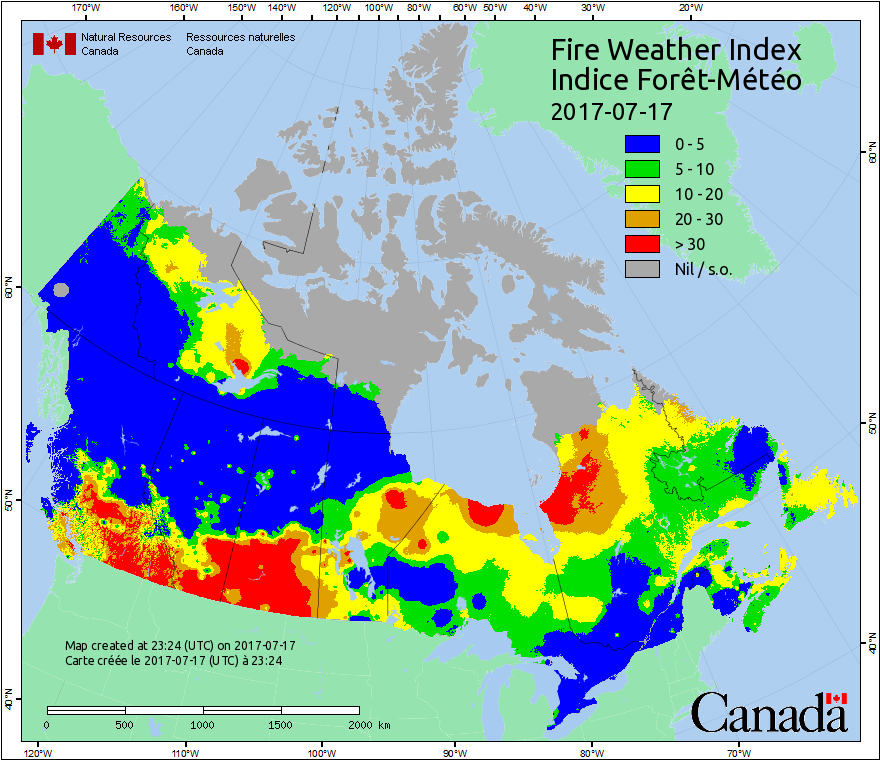 170°W 160°W 150°W 140°W 120°W 100°W 80°W 60°W 50°W 40°W 30°W 20°W
Natural Resources Ressources naturelles
Canada Canada
Fire Weather Index
Indice Forêt-Météo
2017-07-17
0 - 5
5 - 10
10 - 20
20 - 30
> 30
Nil / s.o.
60°N
60°N
50°N
50°N
40°N
40°N
Map created at 23:24 (UTC) on 2017-07-17
Carte créée le 2017-07-17 (UTC) à 23:24
0 500 1000 1500 2000 km
Canada
120°W 110°W 100°W 90°W 80°W 70°W